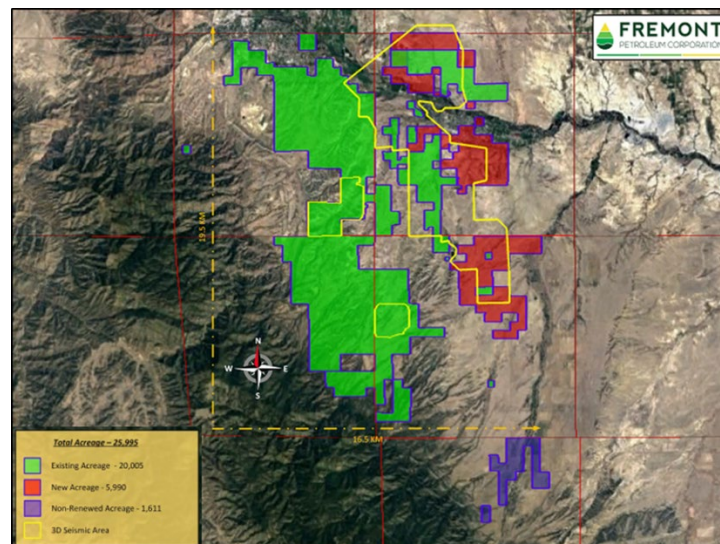 FREMONT
PETROLEUM CORPORATION
19.5 KM
N
W E
S
16.5 KM
Total Acreage – 25,995
Existing Acreage - 20,005
New Acreage - 5,990
Non-Renewed Acreage - 1,611
3D Seismic Area